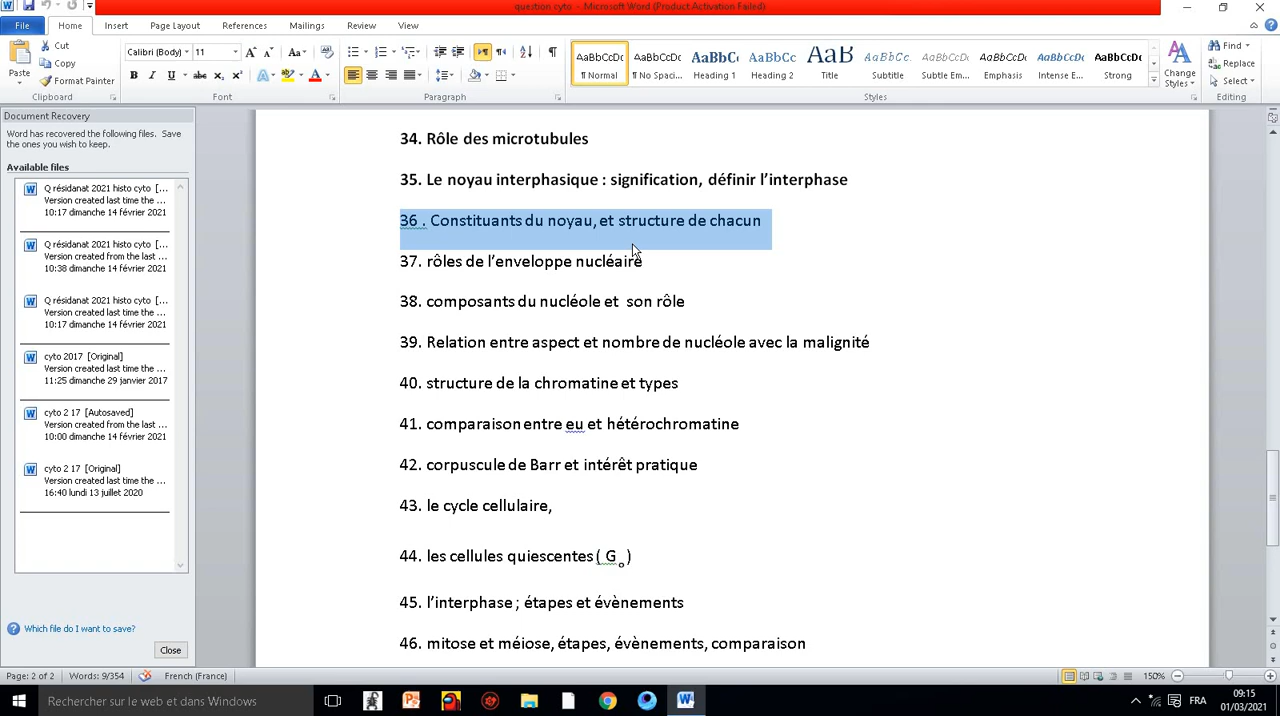 question cyto - Microsoft Word (Product Activation Failed)
File Home Insert Page Layout References Mailings Review View
Paste
Cut
Copy
Format Painter
Clipboard
Calibri (Body) 11
Font
Paragraph
AaBbCcDc AaBbCcDc AaBbC AaBbCc AaB AaBbCc. AaBbCcDc AaBbCcDc AaBbCcDc AaBbCcDc
¶ Normal ¶ No Spaci... Heading 1 Heading 2 Title Subtitle Subtle Em... Emphasis Intense E... Strong
Styles
Change Styles
Find
Replace
Select
Editing
Document Recovery
Word has recovered the following files. Save
the ones you wish to keep.
Available files
Q résidanat 2021 histo cyto [...
Version created last time the ...
10:17 dimanche 14 février 2021
Q résidanat 2021 histo cyto [...
Version created from the last ...
10:38 dimanche 14 février 2021
Q résidanat 2021 histo cyto [...
Version created last time the ...
10:17 dimanche 14 février 2021
cyto 2017 [Original]
Version created last time the ...
11:25 dimanche 29 janvier 2017
cyto 2 17 [Autosaved]
Version created from the last ...
10:00 dimanche 14 février 2021
cyto 2 17 [Original]
Version created last time the ...
16:40 lundi 13 juillet 2020
Which file do I want to save?
Close
34. Rôle des microtubules
35. Le noyau interphasique : signification, définir l’interphase
36 . Constituants du noyau, et structure de chacun
37. rôles de l’enveloppe nucléaire
38. composants du nucléole et son rôle
39. Relation entre aspect et nombre de nucléole avec la malignité
40. structure de la chromatine et types
41. comparaison entre eu et hétérochromatine
42. corpuscule de Barr et intérêt pratique
43. le cycle cellulaire,
44. les cellules quiescentes ( G o )
45. l’interphase ; étapes et évènements
46. mitose et méiose, étapes, évènements, comparaison
Page: 2 of 2 Words: 9/354 French (France) 150%
Rechercher sur le web et dans Windows
FRA
09:15
01/03/2021